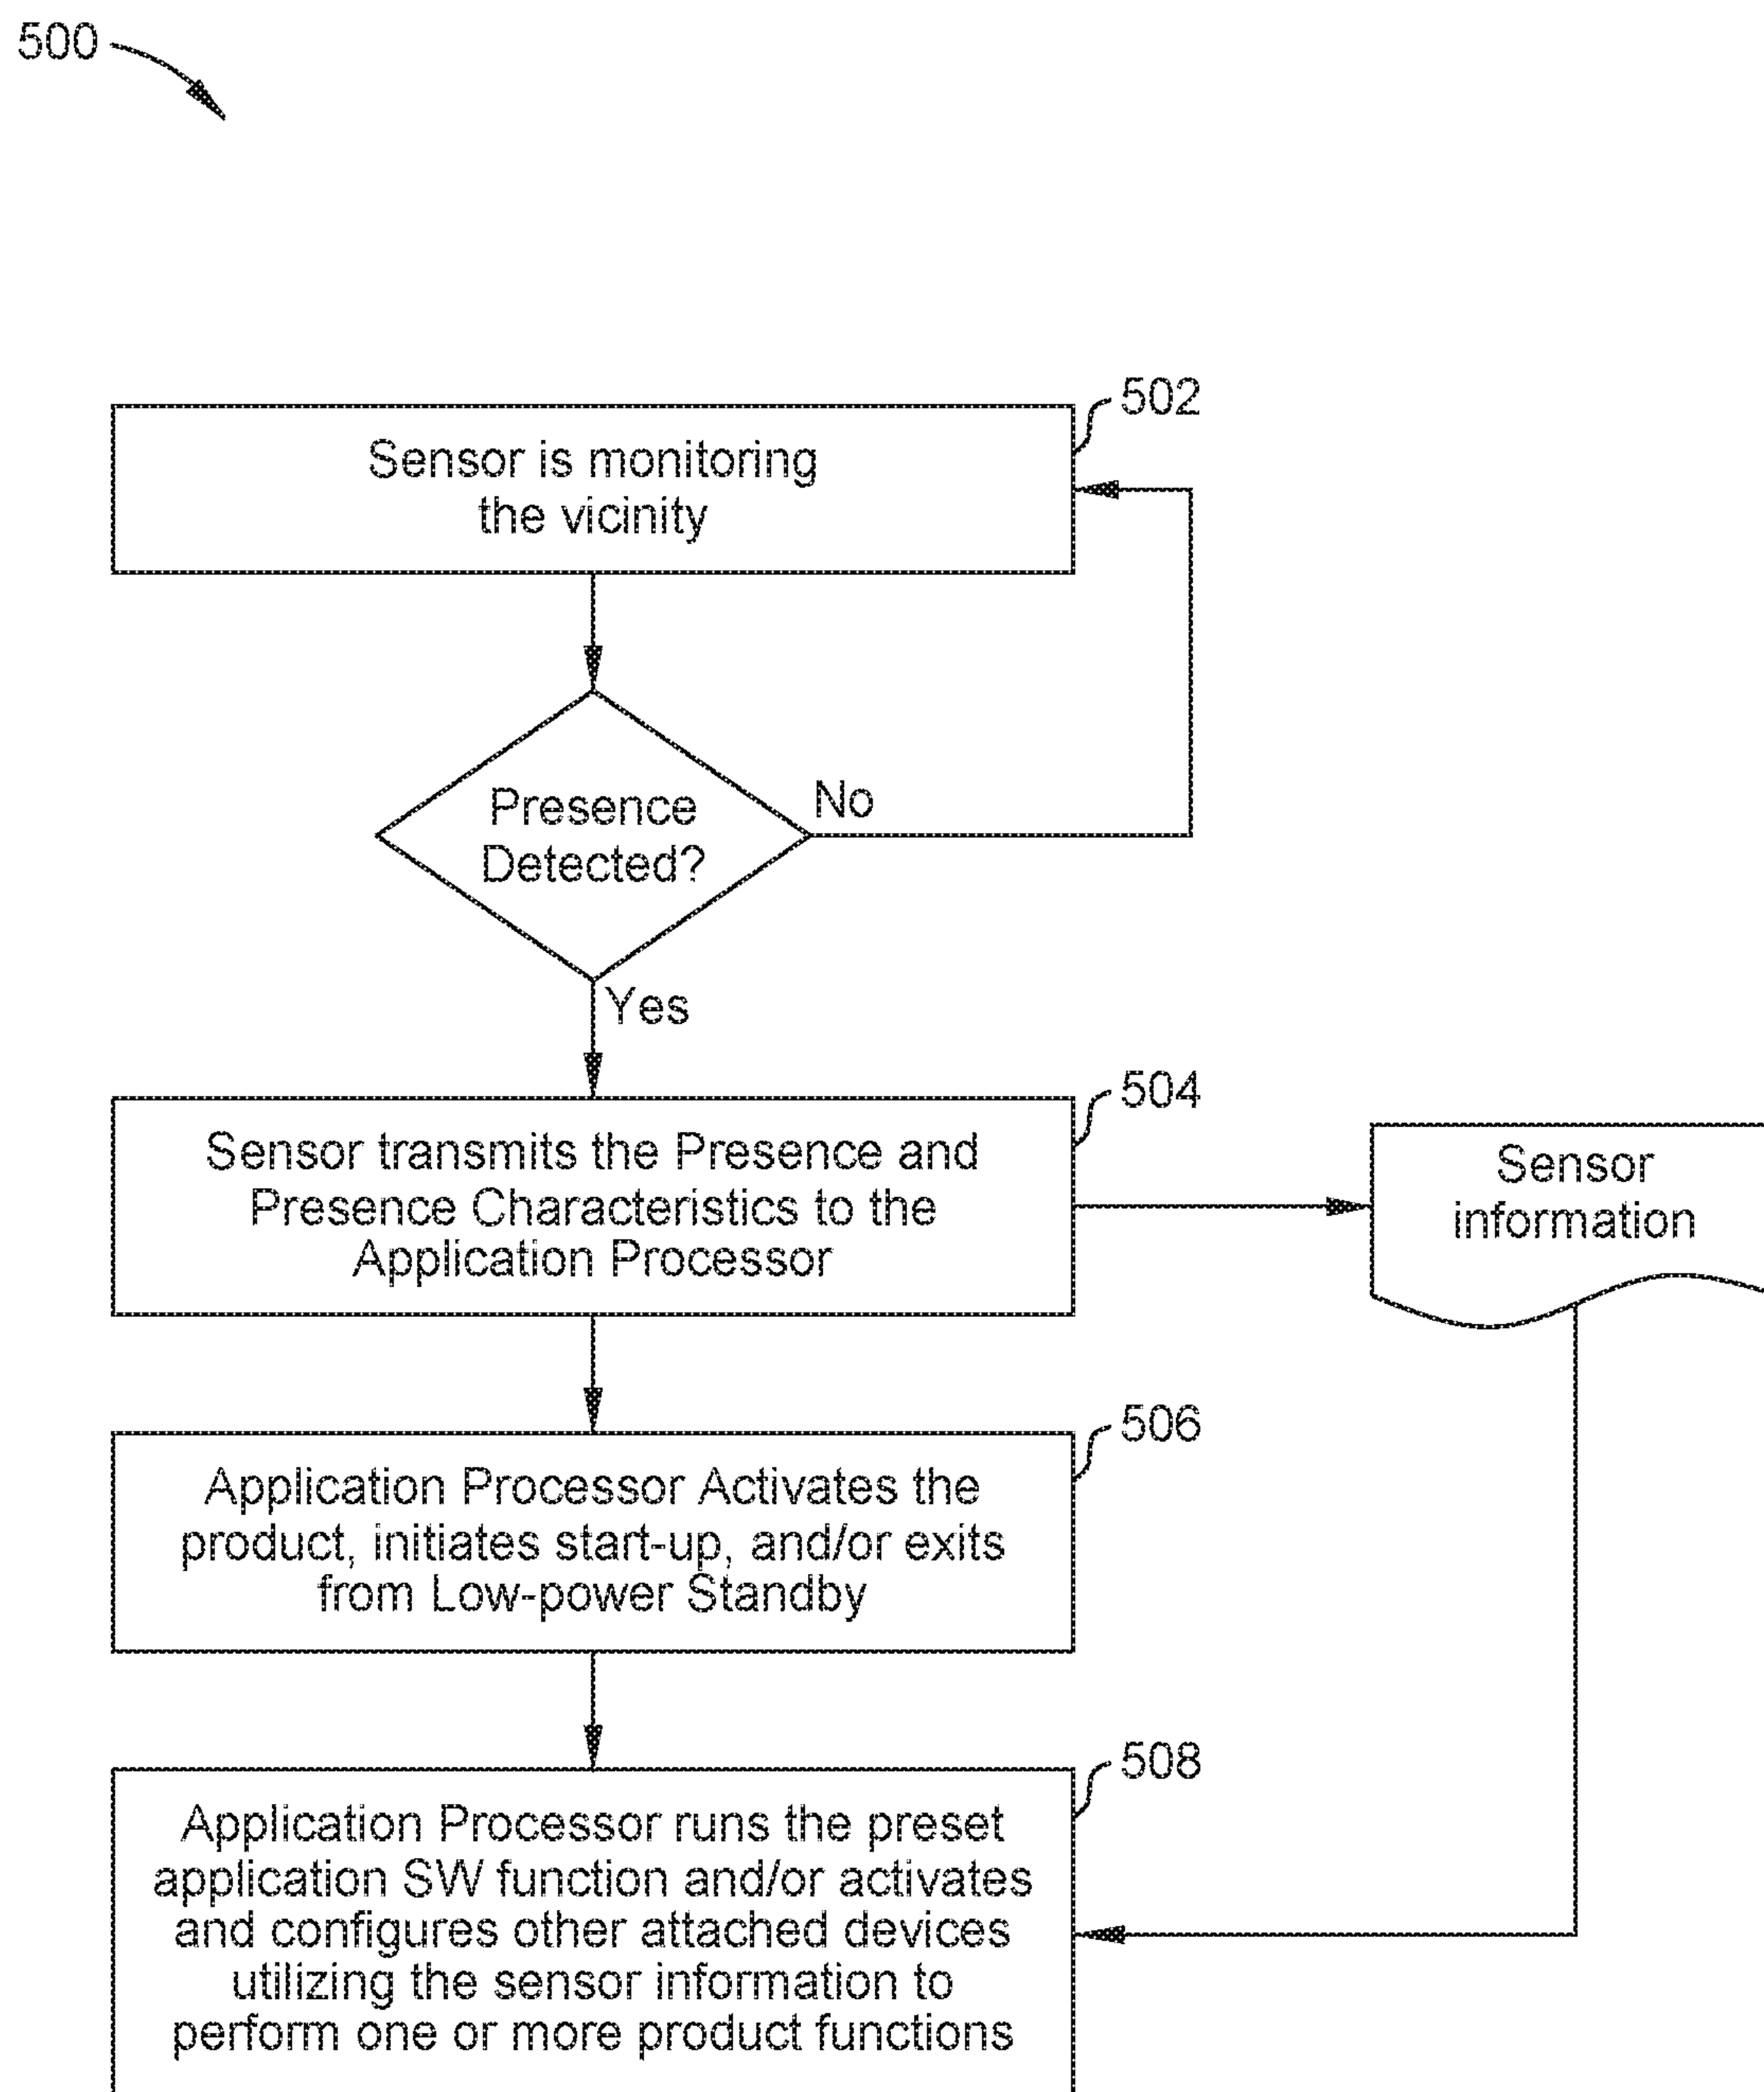 500
502
Sensor is monitoring
the vicinity
Presence
Detected?
No
Yes
504
Sensor transmits the Presence and
Presence Characteristics to the
Application Processor
Sensor
information
506
Application Processor Activates the
product, initiates start-up, and/or exits
from Low-power Standby
508
Application Processor runs the preset
application SW function and/or activates
and configures other attached devices
utilizing the sensor information to
perform one or more product functions